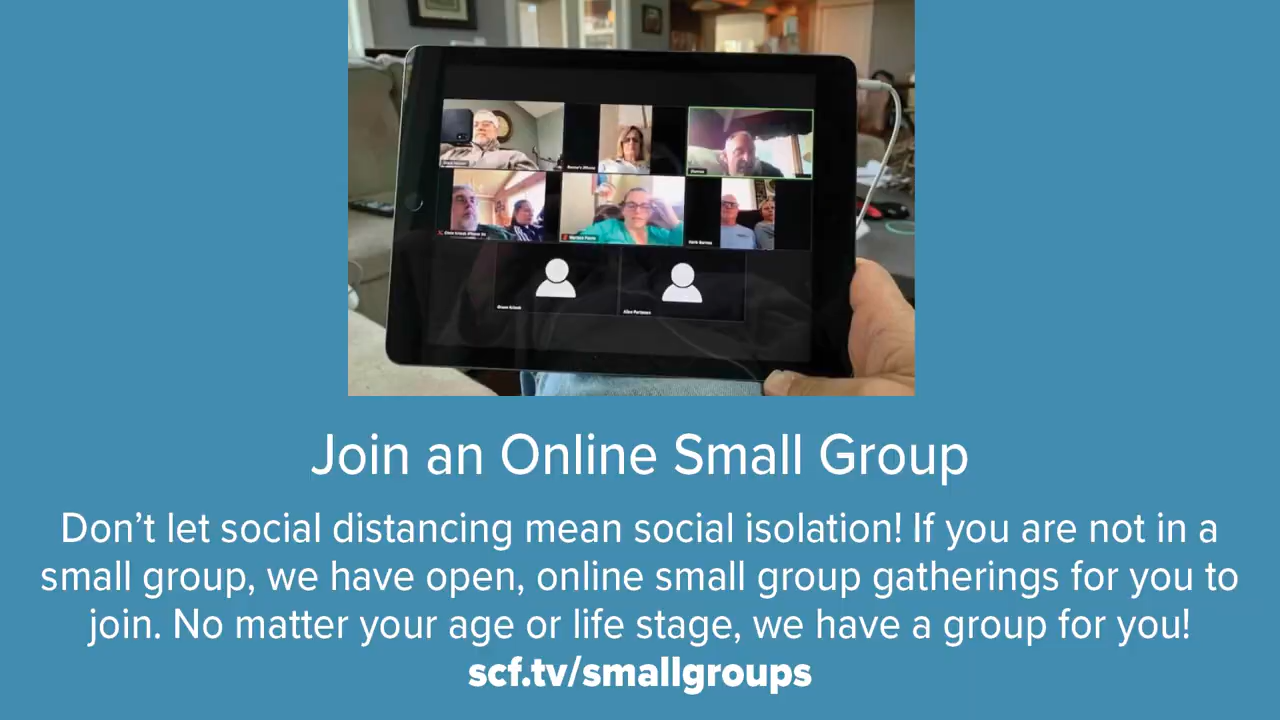 Join an Online Small Group
Don’t let social distancing mean social isolation! If you are not in a
small group, we have open, online small group gatherings for you to
join. No matter your age or life stage, we have a group for you!
scf.tv/smallgroups